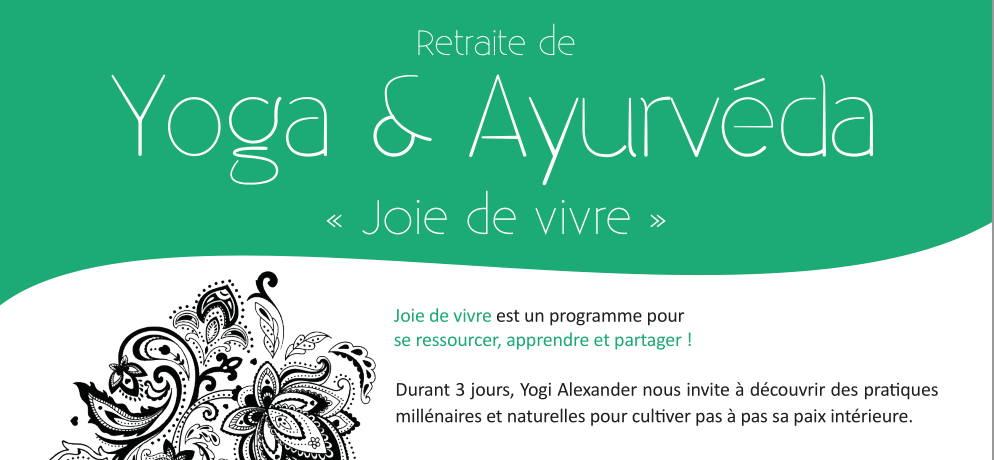 Retraite de
Yoga & Ayurvéda
« Joie de vivre »
Joie de vivre est un programme pour
se ressourcer, apprendre et partager !
Durant 3 jours, Yogi Alexander nous invite à découvrir des pratiques
millénaires et naturelles pour cultiver pas à pas sa paix intérieure.